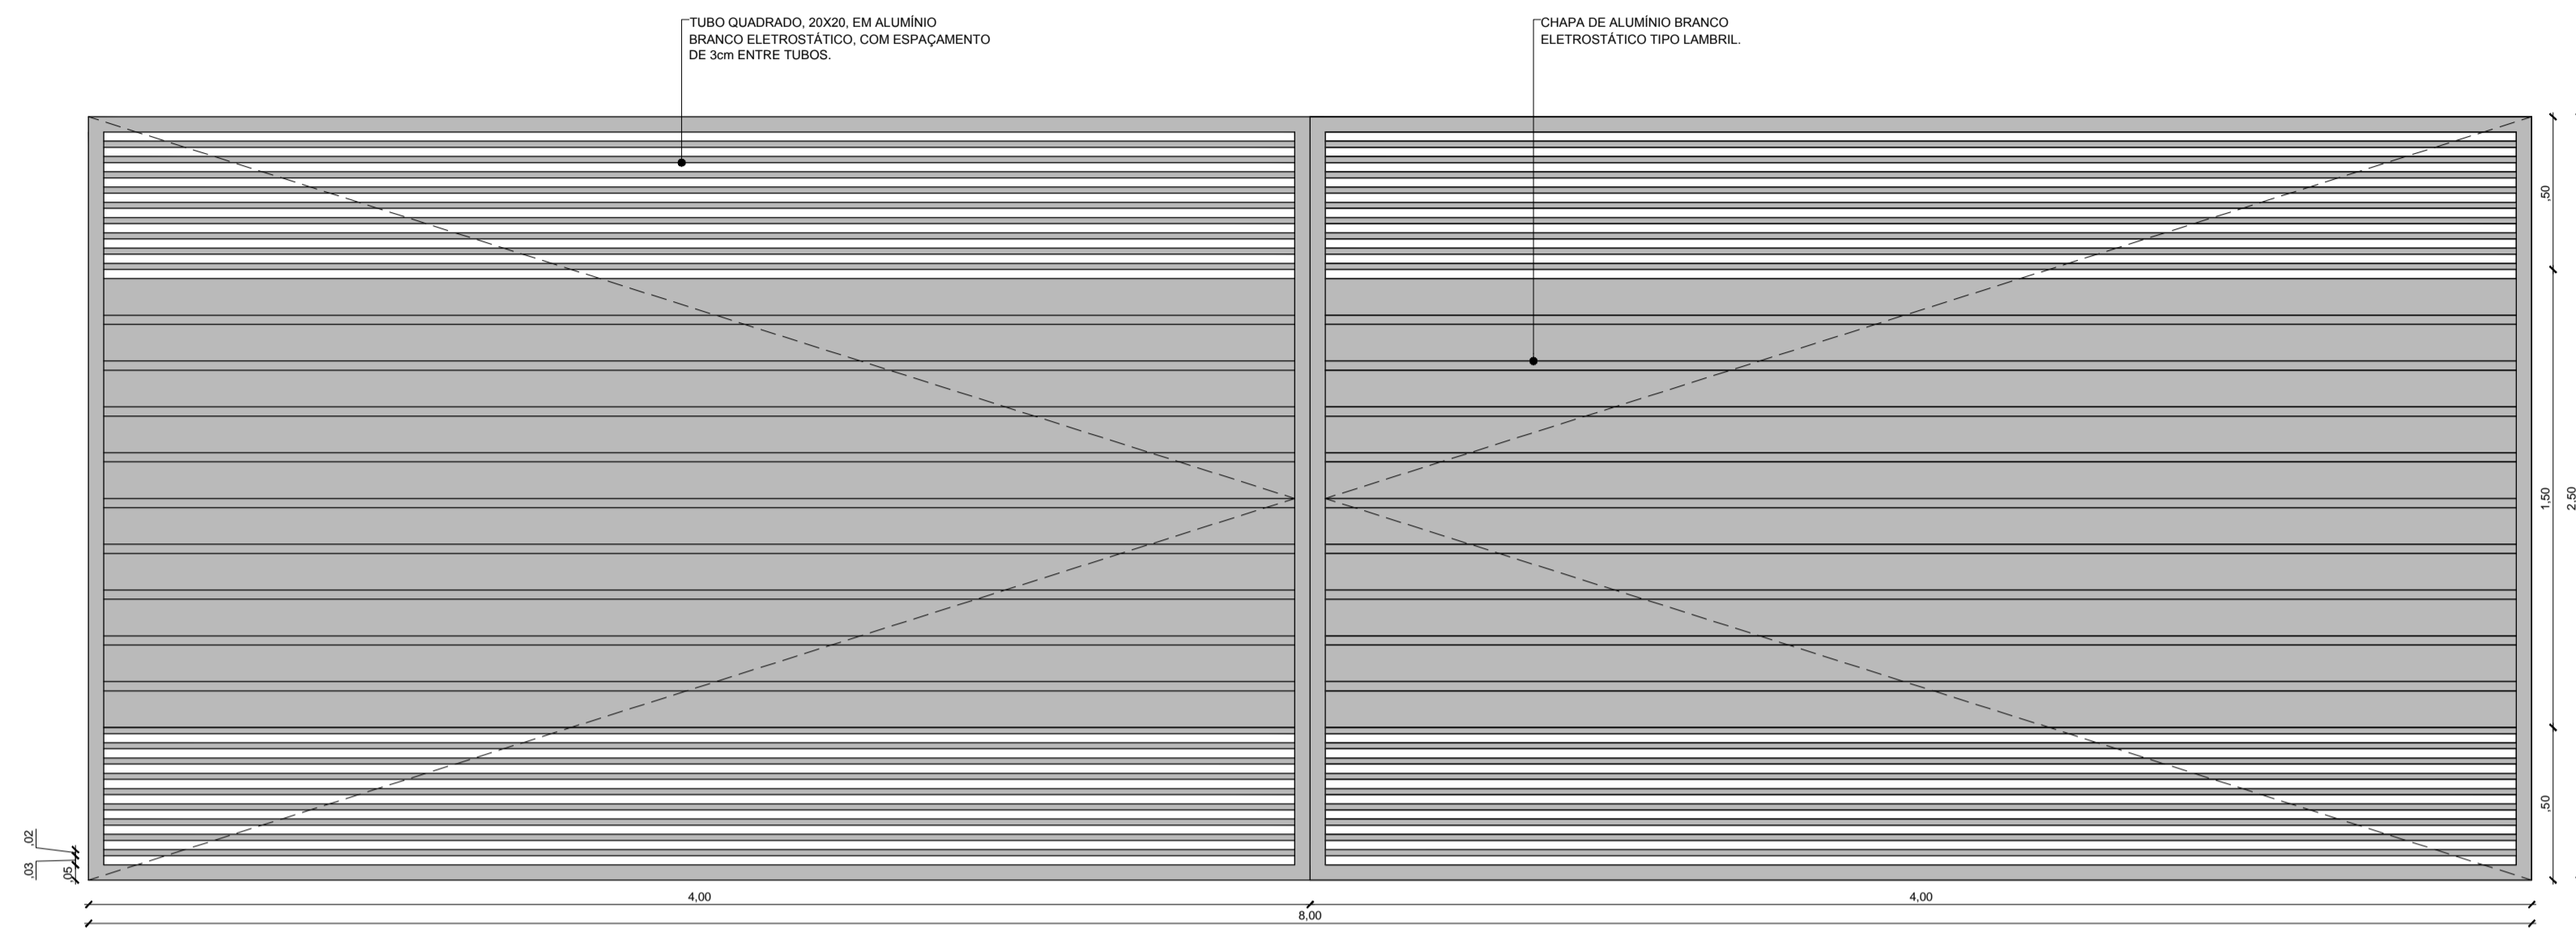 TUBO QUADRADO, 20X20, EM ALUMÍNIO
BRANCO ELETROSTÁTICO, COM ESPAÇAMENTO
DE 3cm ENTRE TUBOS.
CHAPA DE ALUMÍNIO BRANCO
ELETROSTÁTICO TIPO LAMBRIL.
,50
1,50
2,50
,50
,02
,03
,05
4,00
4,00
8,00